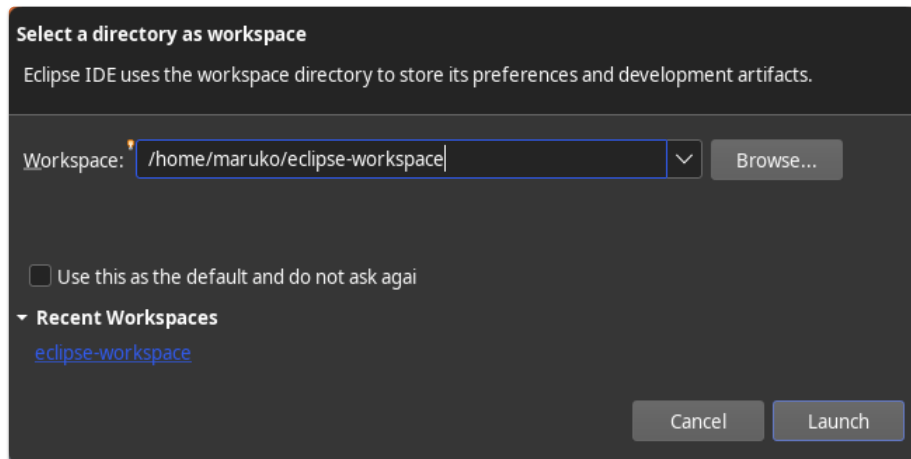 Select a directory as workspace
Eclipse IDE uses the workspace directory to store its preferences and development artifacts.
Workspace: /home/maruko/eclipse-workspace Browse...
Use this as the default and do not ask agai
Recent Workspaces
eclipse-workspace
Cancel Launch